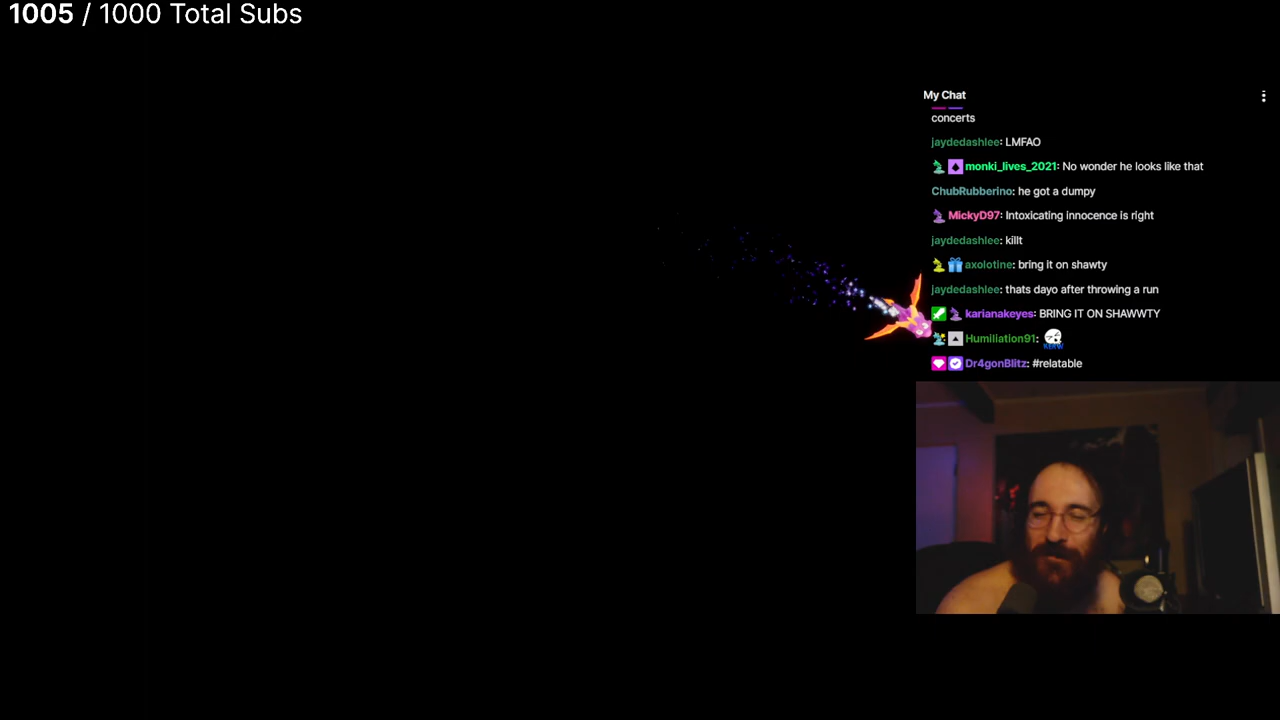 1005 / 1000 Total Subs
My Chat
concerts
jaydedashlee: LMFAO
monki_lives_2021: No wonder he looks like that
ChubRubberino: he got a dumpy
MickyD97: Intoxicating innocence is right
jaydedashlee: killt
axolotine: bring it on shawty
jaydedashlee: thats dayo after throwing a run
karianakeyes: BRING IT ON SHAWWTY
Humiliation91:
Dr4gonBlitz: #relatable